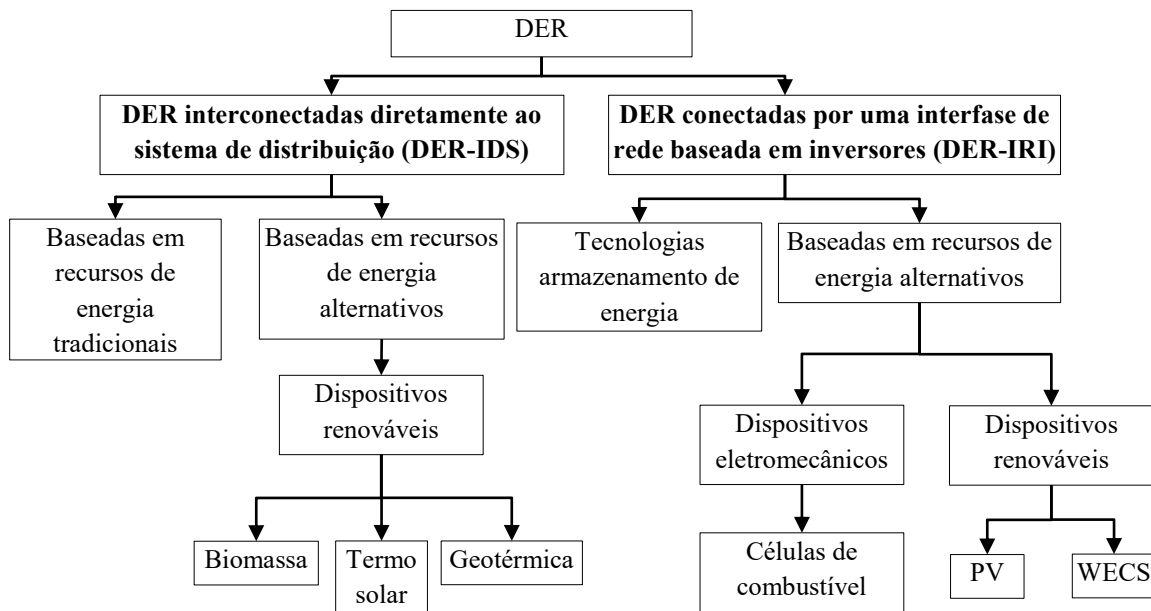 DER
DER interconectadas diretamente ao
sistema de distribuição (DER-IDS)
DER conectadas por uma interfase de
rede baseada em inversores (DER-IRI)
Baseadas em
recursos de
energia
tradicionais
Baseadas em recursos
de energia
alternativos
Tecnologias
armazenamento de
energia
Baseadas em recursos de
energia alternativos
Dispositivos
renováveis
Dispositivos
eletromecânicos
Dispositivos
renováveis
Biomassa
Termo
solar
Geotérmica
Células de
combustível
PV
WECS